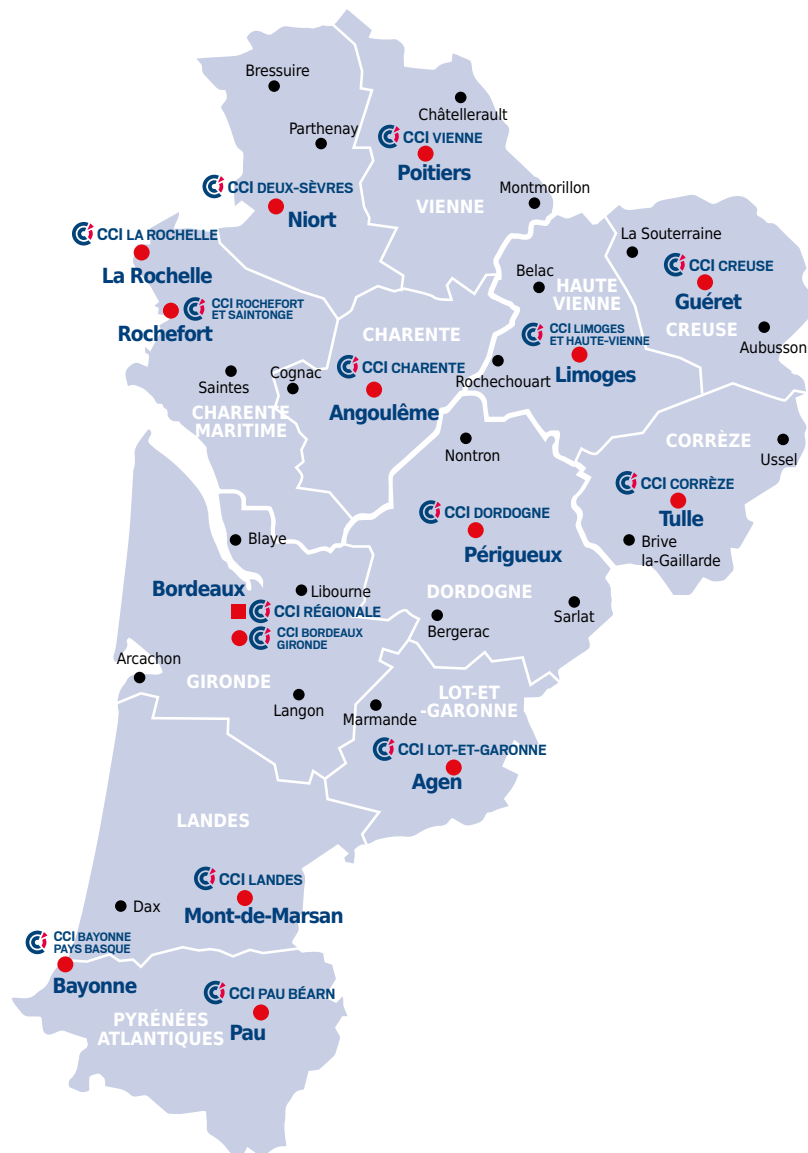 Bressuire
Châtellerault
Parthenay
CCI VIENNE
Poitiers
CCI DEUX-SÈVRES
Niort
VIENNE
Montmorillon
CCI LA ROCHELLE
La Rochelle
La Souterraine
CCI CREUSE
Guéret
CREUSE
Belac
HAUTE
VIENNE
CCI ROCHEFORT
ET SAINTONGE
Rochefort
CHARENTE
CCI LIMOGES
ET HAUTE-VIENNE
Limoges
Aubusson
Saintes
Cognac
CCI CHARENTE
Angoulême
Rochechouart
CHARENTE
MARITIME
Nontron
CORRÈZE
Ussel
CCI CORRÈZE
Tulle
Brive
la-Gaillarde
CCI DORDOGNE
Périgueux
Blaye
Bordeaux
Libourne
CCI RÉGIONALE
CCI BORDEAUX
GIRONDE
DORDOGNE
Bergerac
Sarlat
Arcachon
GIRONDE
Langon
LOT-ET
-GARONNE
Marmande
CCI LOT-ET-GARONNE
Agen
LANDES
CCI LANDES
Mont-de-Marsan
Dax
CCI BAYONNE
PAYS BASQUE
Bayonne
CCI PAU BÉARN
Pau
PYRÉNÉES
ATLANTIQUES